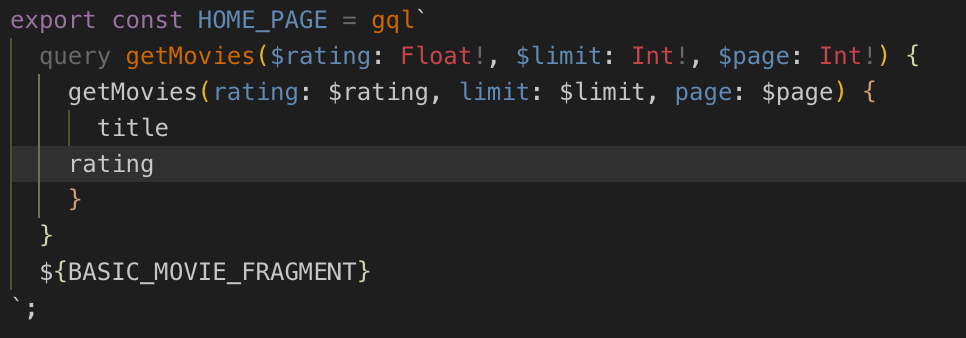 export const HOME_PAGE = gql`
  query getMovies($rating: Float!, $limit: Int!, $page: Int!) {
    getMovies(rating: $rating, limit: $limit, page: $page) {
      title
    rating
    }
  }
  ${BASIC_MOVIE_FRAGMENT}
`;